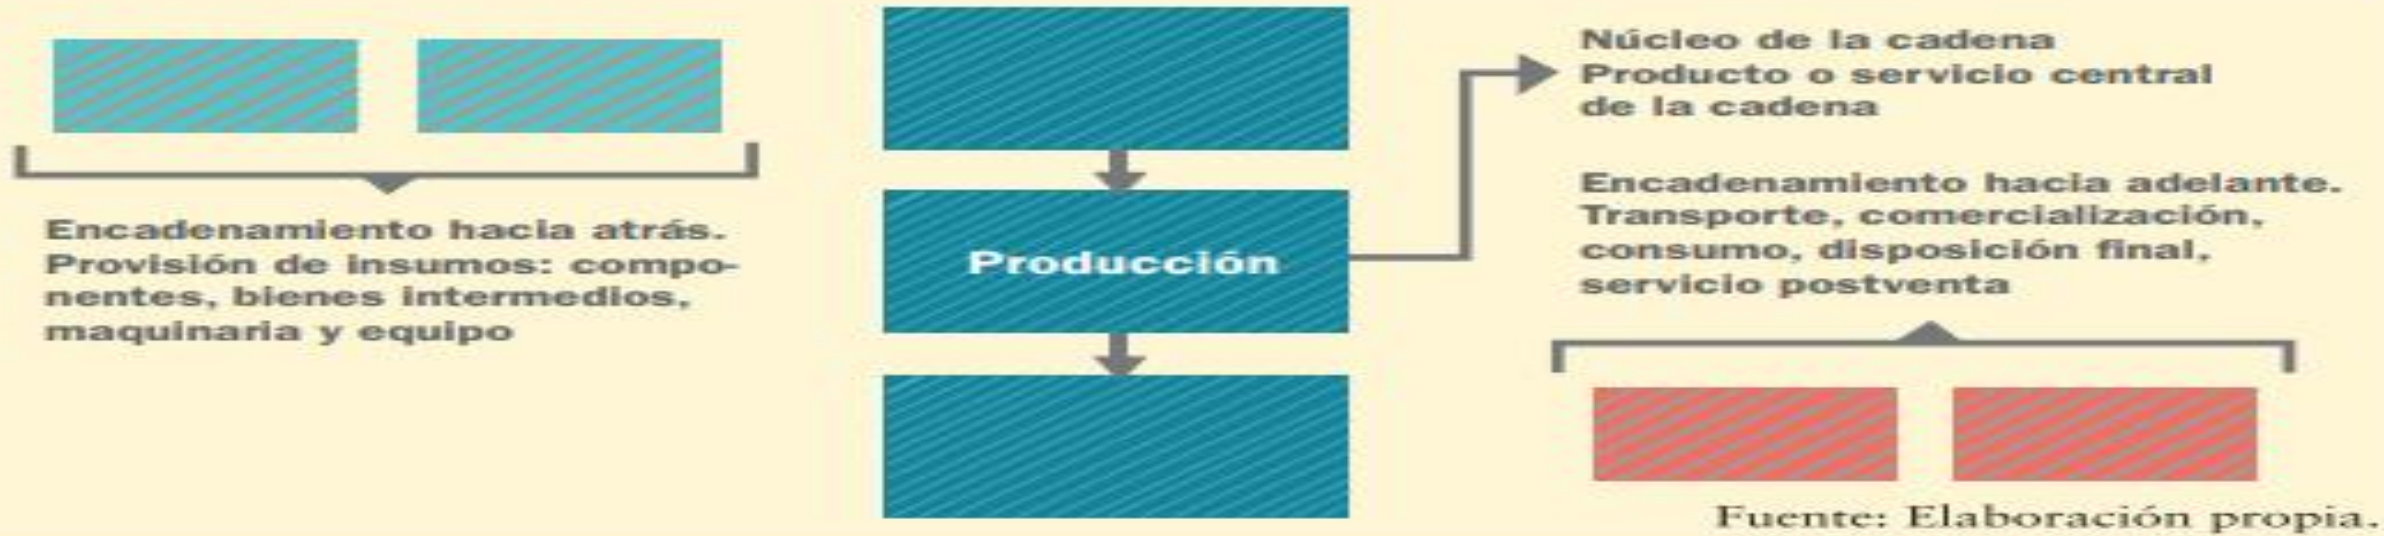 Encadenamiento hacia atrás.
Provisión de insumos: compo-
nentes, bienes intermedios,
maquinaria y equipo
Producción
Núcleo de la cadena
Producto o servicio central
de la cadena
Encadenamiento hacia adelante.
Transporte, comercialización,
consumo, disposición final,
servicio postventa
Fuente: Elaboración propia.